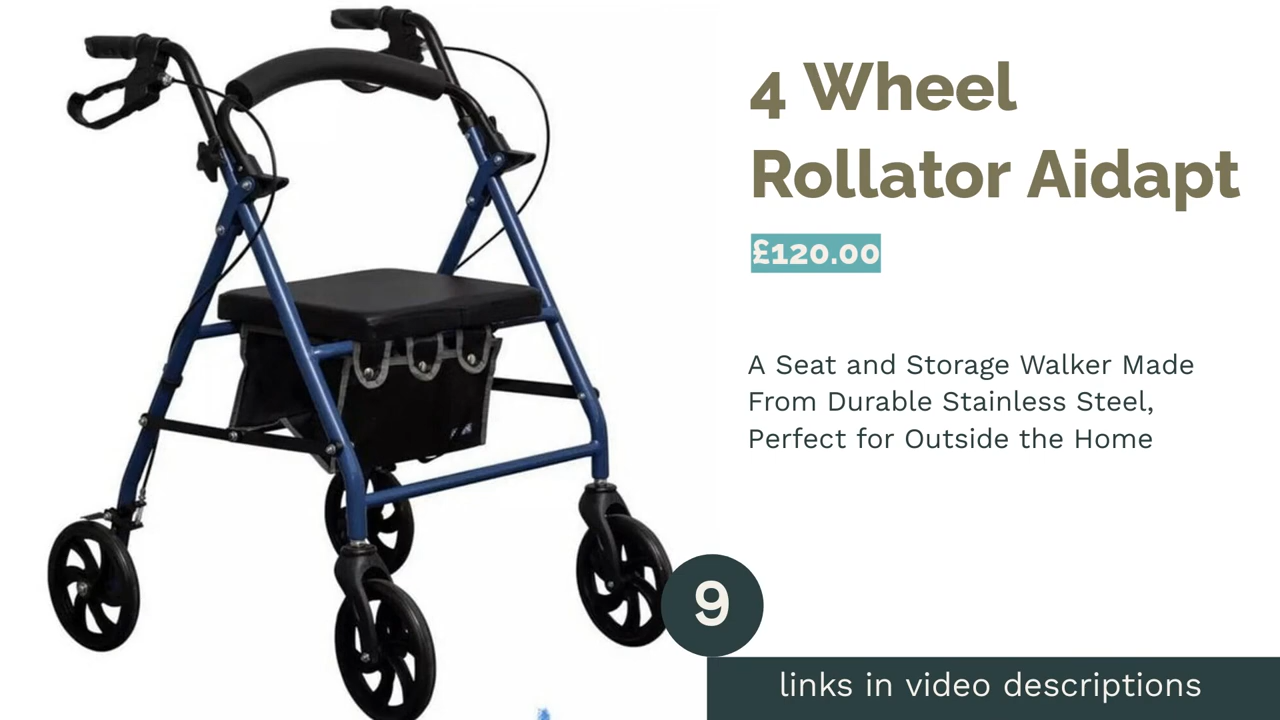 4 Wheel
Rollator Aidapt
£120.00
A Seat and Storage Walker Made
From Durable Stainless Steel,
Perfect for Outside the Home
9
links in video descriptions